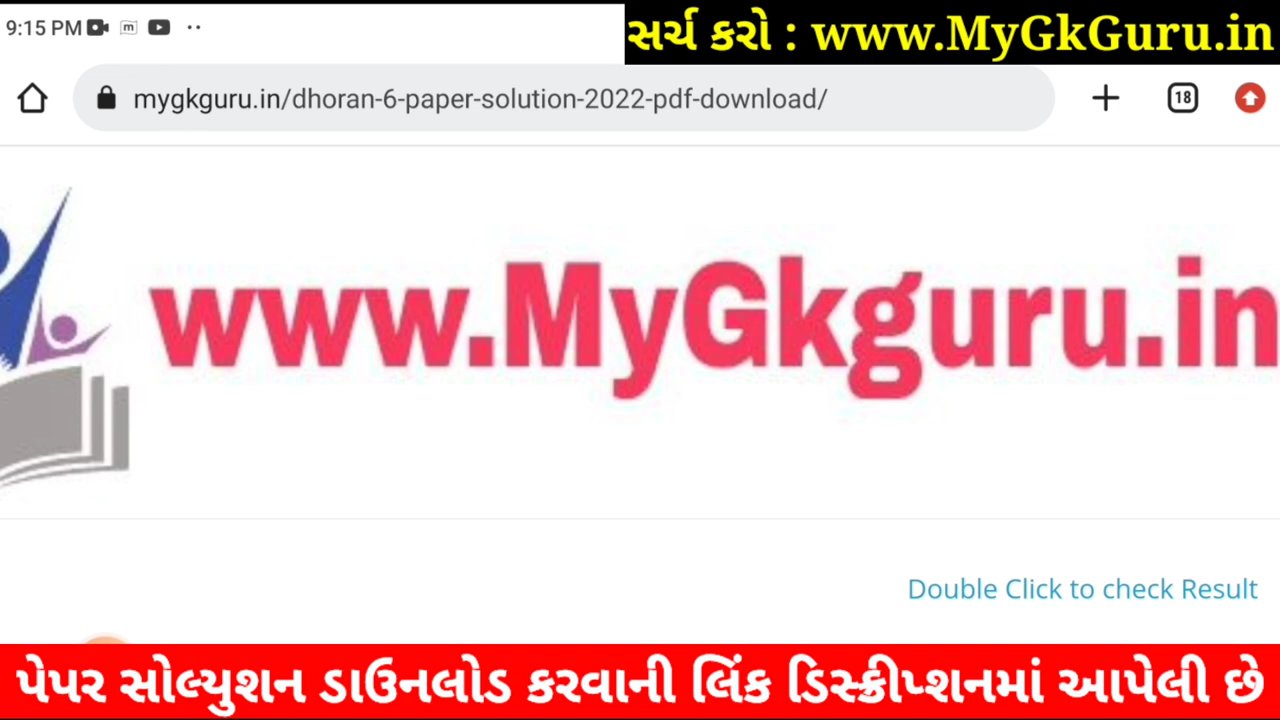 9:15 PM
સર્ચ કરો : www.MyGkGuru.in
mygkguru.in/dhoran-6-paper-solution-2022-pdf-download/
18
www.MyGkguru.in
Double Click to check Result
પેપર સોલ્યુશન ડાઉનલોડ કરવાની લિંક ડિસ્ક્રીપ્શનમાં આપેલી છે